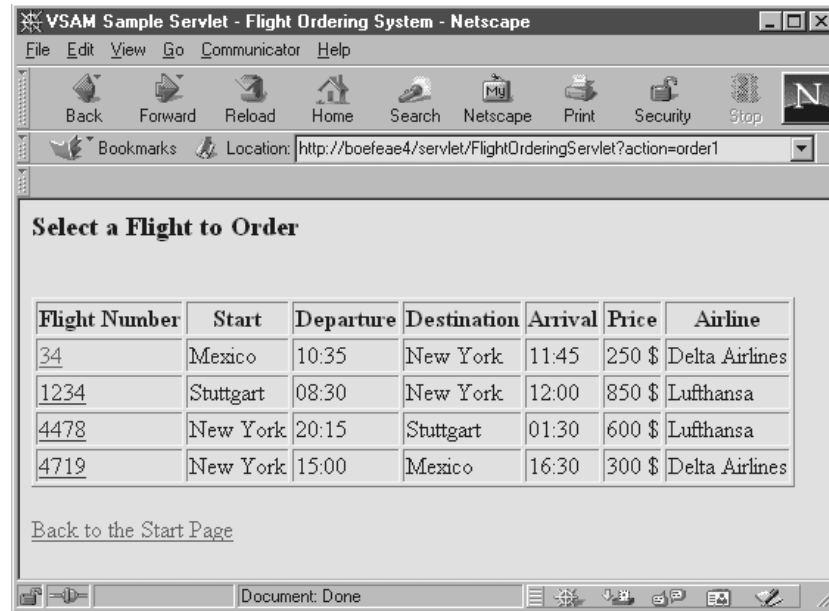 VSAM Sample Servlet - Flight Ordering System - Netscape
File Edit View Go Communicator Help
My N
Back Forward Reload Home Search Netscape Print Security Stop
Bookmarks Location: http://boefeae4/servlet/FlightOrderingServlet?action=order1
Select a Flight to Order
Flight Number Start Departure Destination Arrival Price Airline
34 Mexico 10:35 New York 11:45 250 $ Delta Airlines
1234 Stuttgart 08:30 New York 12:00 850 $ Lufthansa
4478 New York 20:15 Stuttgart 01:30 600 $ Lufthansa
4719 New York 15:00 Mexico 16:30 300 $ Delta Airlines
Back to the Start Page
Document: Done